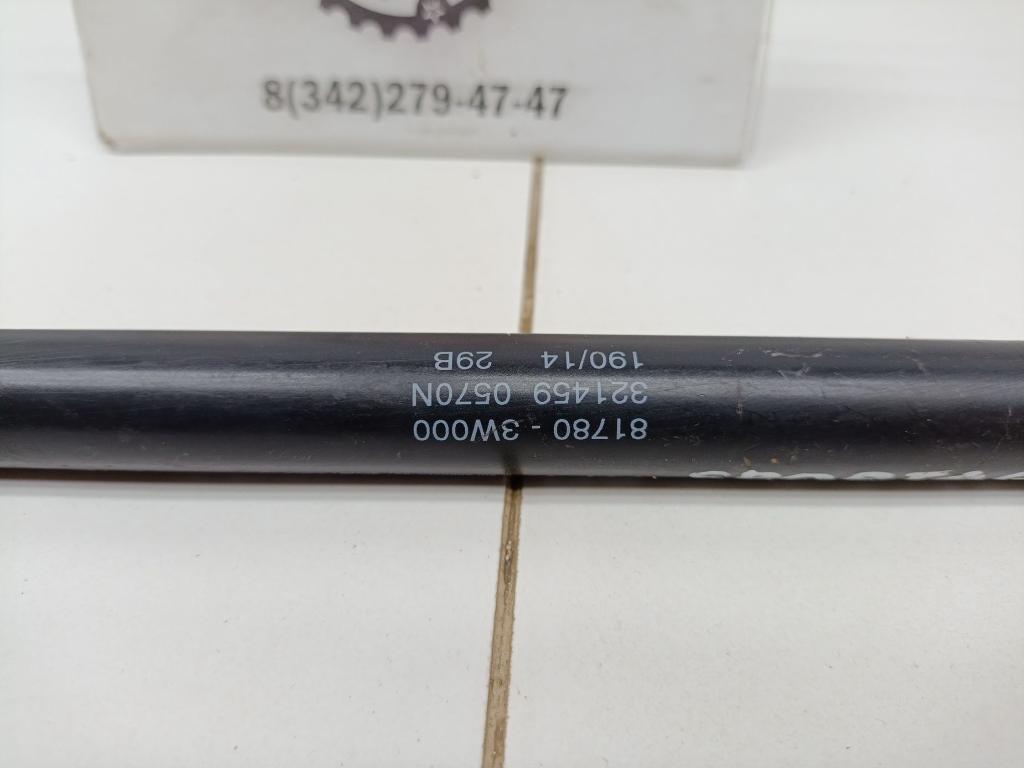 8(342)279-47-47
81780 - 3W000
321459 0570N
190/14 29B